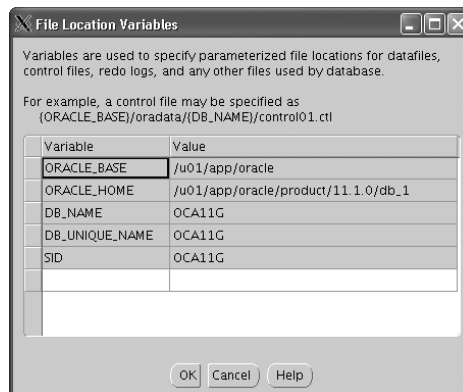 File Location Variables
Variables are used to specify parameterized file locations for datafiles,
control files, redo logs, and any other files used by database.
For example, a control file may be specified as
{ORACLE_BASE}/oradata/{DB_NAME}/control01.ctl
Variable Value
ORACLE_BASE /u01/app/oracle
ORACLE_HOME /u01/app/oracle/product/11.1.0/db_1
DB_NAME OCA11G
DB_UNIQUE_NAME OCA11G
SID OCA11G
OK Cancel Help